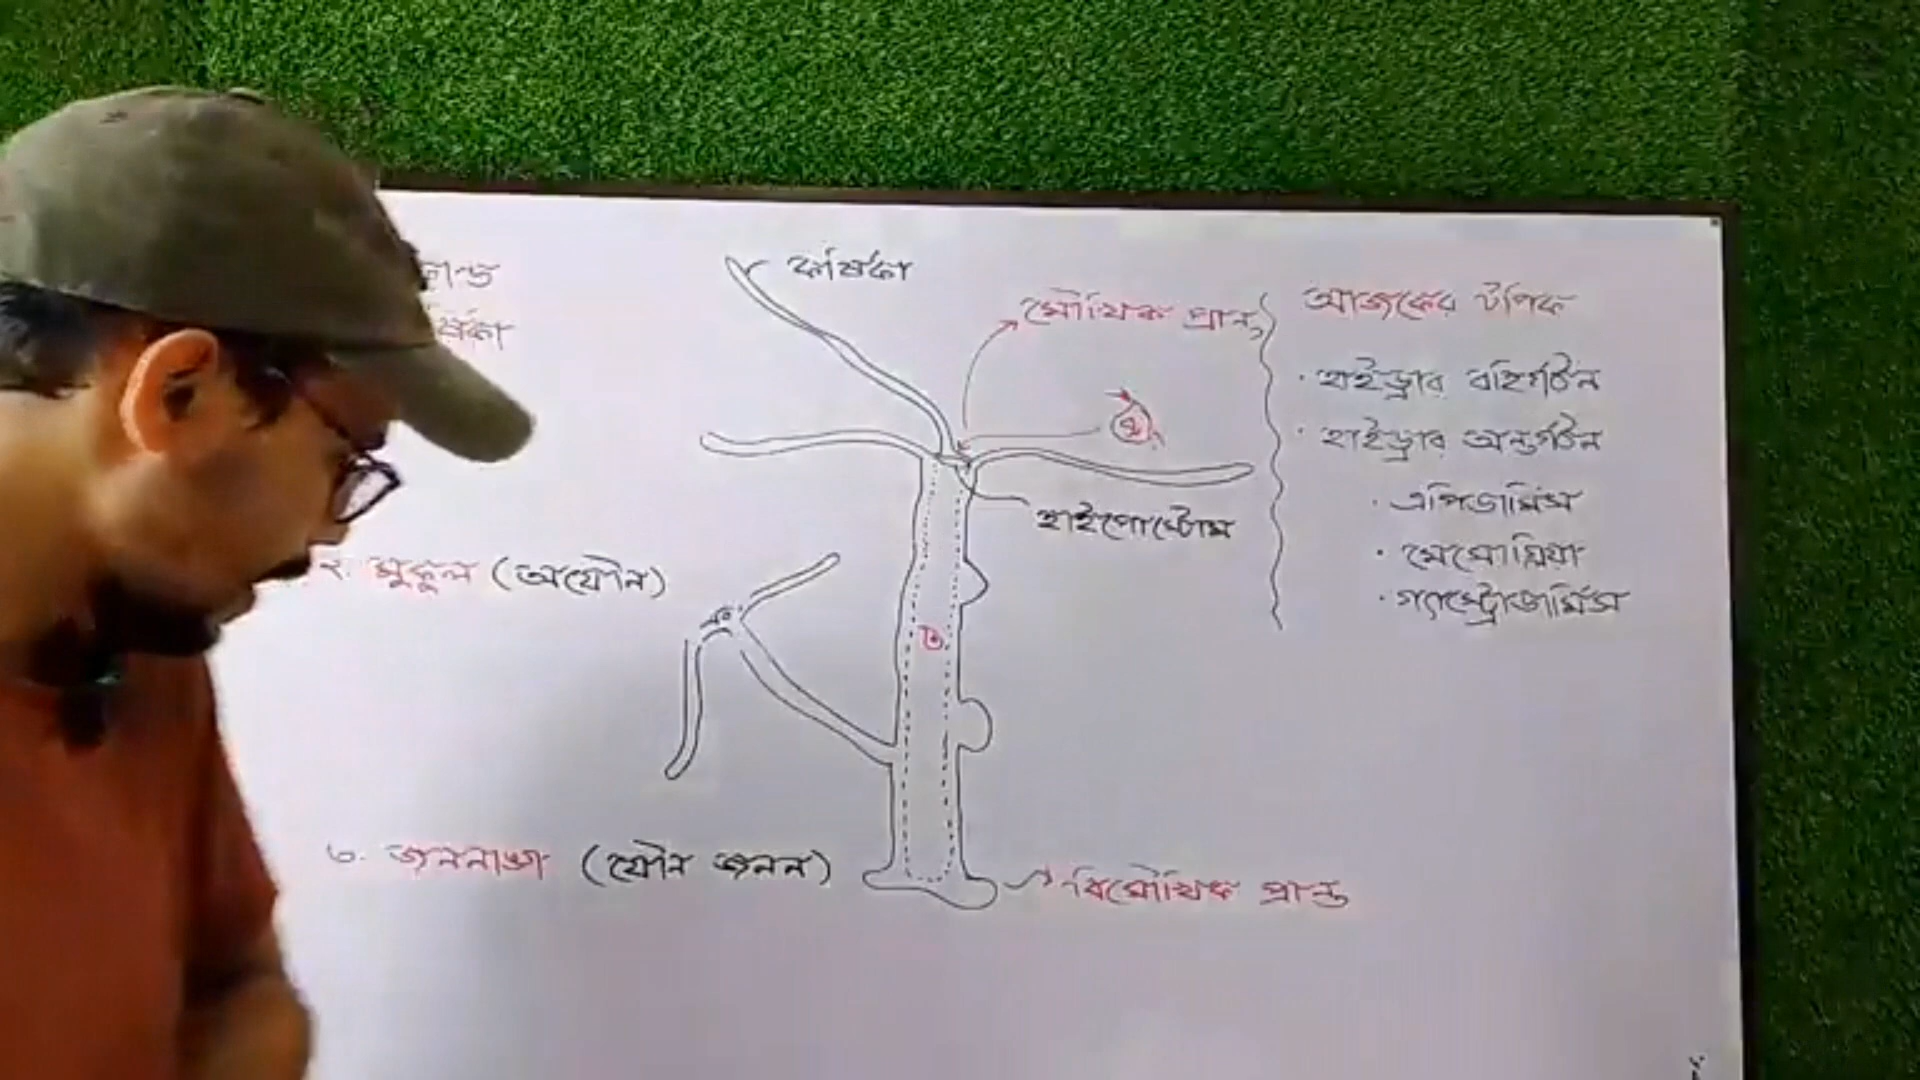 কর্ষিকা
মৌখিক প্রান্ত
হাইপোস্টোম
২. মুকুল (অযৌন)
৩. জননাঙ্গ (যৌন জনন)
বিমৌখিক প্রান্ত
আজকের টপিক
· হাইড্রার বহির্গঠন
· হাইড্রার অন্তর্গঠন
· এপিডার্মিস
· মেসোগ্লিয়া
· গ্যাস্ট্রোডার্মিস